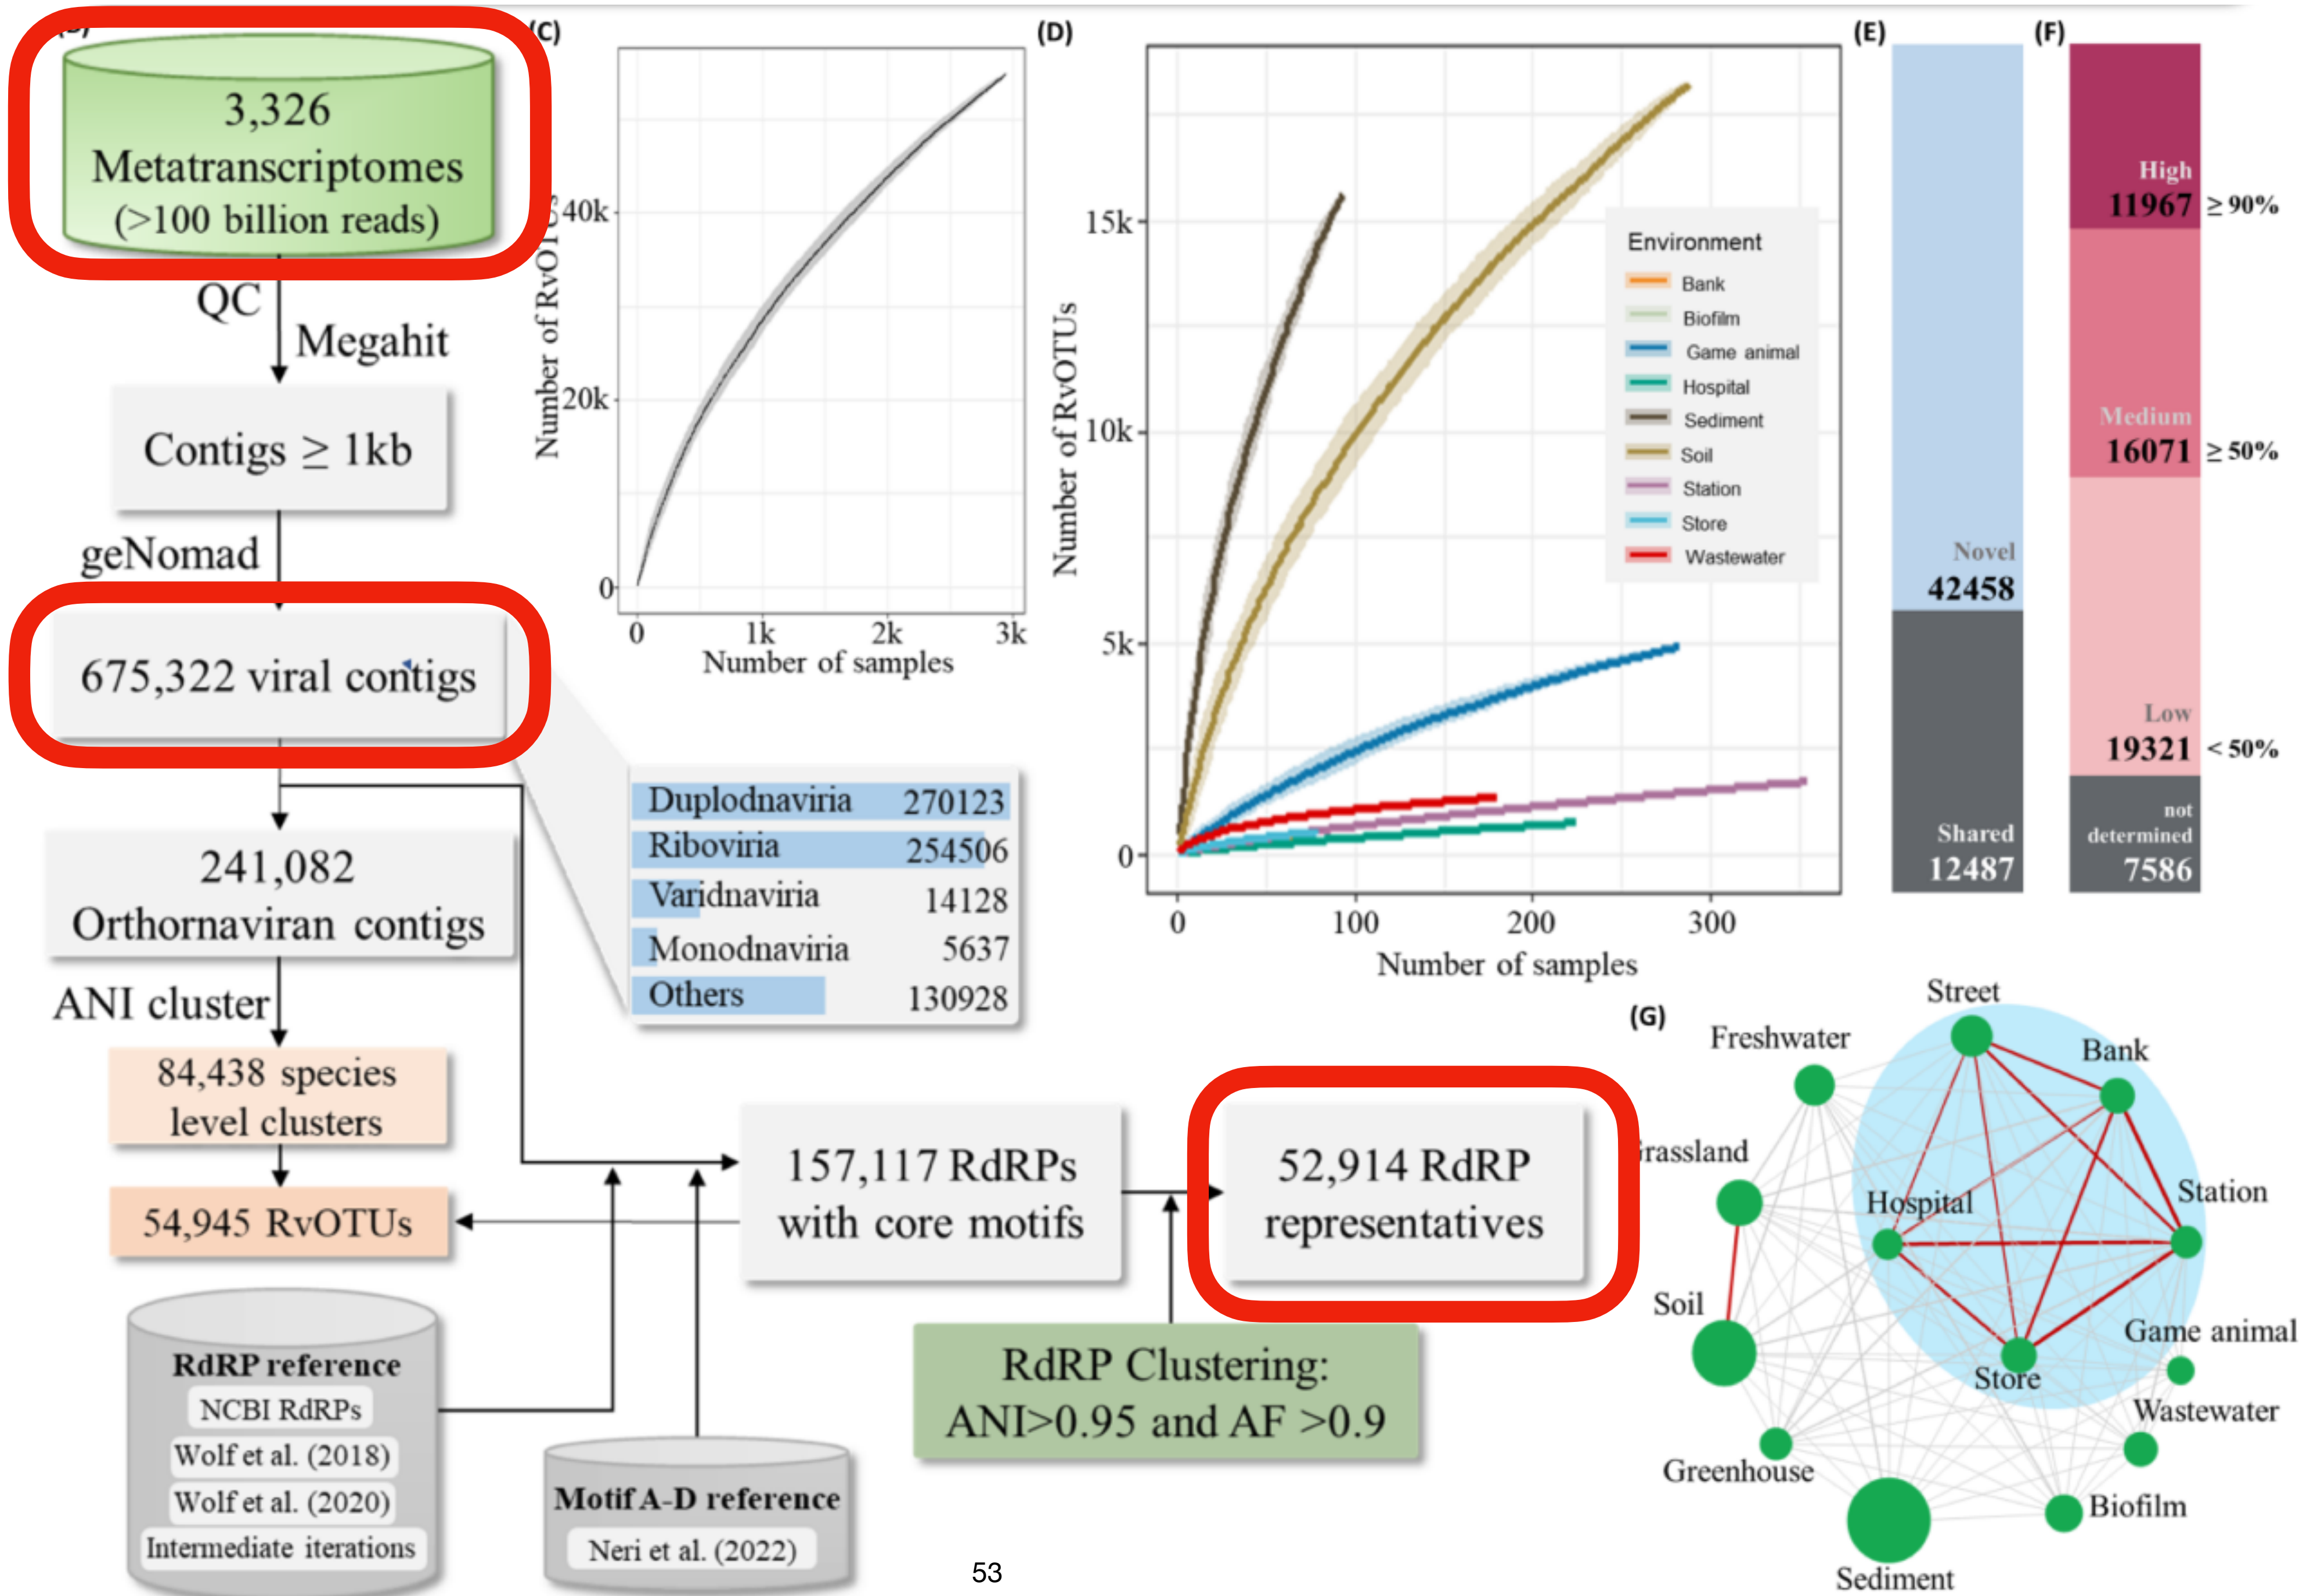 3,326
Metatranscriptomes
(>100 billion reads)
QC
Megahit
Contigs ≥ 1kb
geNomad
675,322 viral contigs
241,082
Orthornaviran contigs
ANI cluster
84,438 species
level clusters
54,945 RvOTUs
RdRP reference
NCBI RdRPs
Wolf et al. (2018)
Wolf et al. (2020)
Intermediate iterations
Motif A-D reference
Neri et al. (2022)
157,117 RdRPs
with core motifs
52,914 RdRP
representatives
RdRP Clustering:
ANI>0.95 and AF >0.9
Duplodnaviria 270123
Riboviria 254506
Varidnaviria 14128
Monodnaviria 5637
Others 130928
(C)
Number of RvOTUs
40k
20k
0
0 1k 2k 3k
Number of samples
(D)
Number of RvOTUs
15k
10k
5k
0
0 100 200 300
Number of samples
Environment
Bank
Biofilm
Game animal
Hospital
Sediment
Soil
Station
Store
Wastewater
(E)
Novel
42458
Shared
12487
(F)
High
11967 ≥ 90%
Medium
16071 ≥ 50%
Low
19321 < 50%
not
determined
7586
(G)
Street
Freshwater
Bank
rassland
Hospital
Station
Soil
Game animal
Store
Wastewater
Greenhouse
Biofilm
Sediment
53